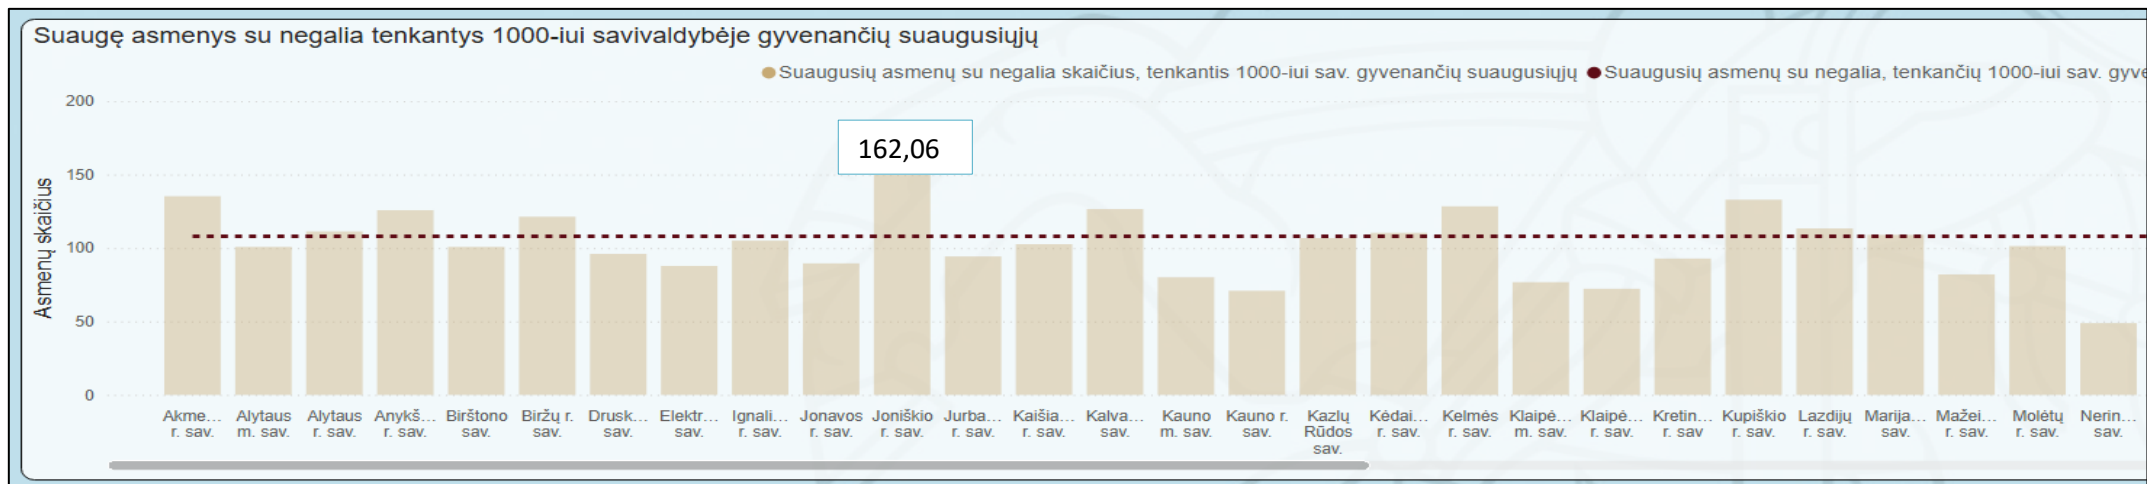 Suaugę asmenys su negalia tenkantys 1000-iui savivaldybėje gyvenančių suaugusiųjų
Suaugusių asmenų su negalia skaičius, tenkantis 1000-iui sav. gyvenančių suaugusiųjų Suaugusių asmenų su negalia, tenkančių 1000-iui sav. gyve
200
162,06
150
100
50
0
Asmenų skaičius
Akme... r. sav.
Alytaus m. sav.
Alytaus r. sav.
Anykš... r. sav.
Birštono sav.
Biržų r. sav.
Drusk... sav.
Elektr... sav.
Ignali... r. sav.
Jonavos r. sav.
Joniškio r. sav.
Jurba... r. sav.
Kaišia... r. sav.
Kalva... sav.
Kauno m. sav.
Kauno r. sav.
Kazlų Rūdos sav.
Kėdai... r. sav.
Kelmės r. sav.
Klaipė... m. sav.
Klaipė... r. sav.
Kretin... r. sav
Kupiškio r. sav.
Lazdijų r. sav.
Marija... sav.
Mažei... r. sav.
Molėtų r. sav.
Nerin... sav.